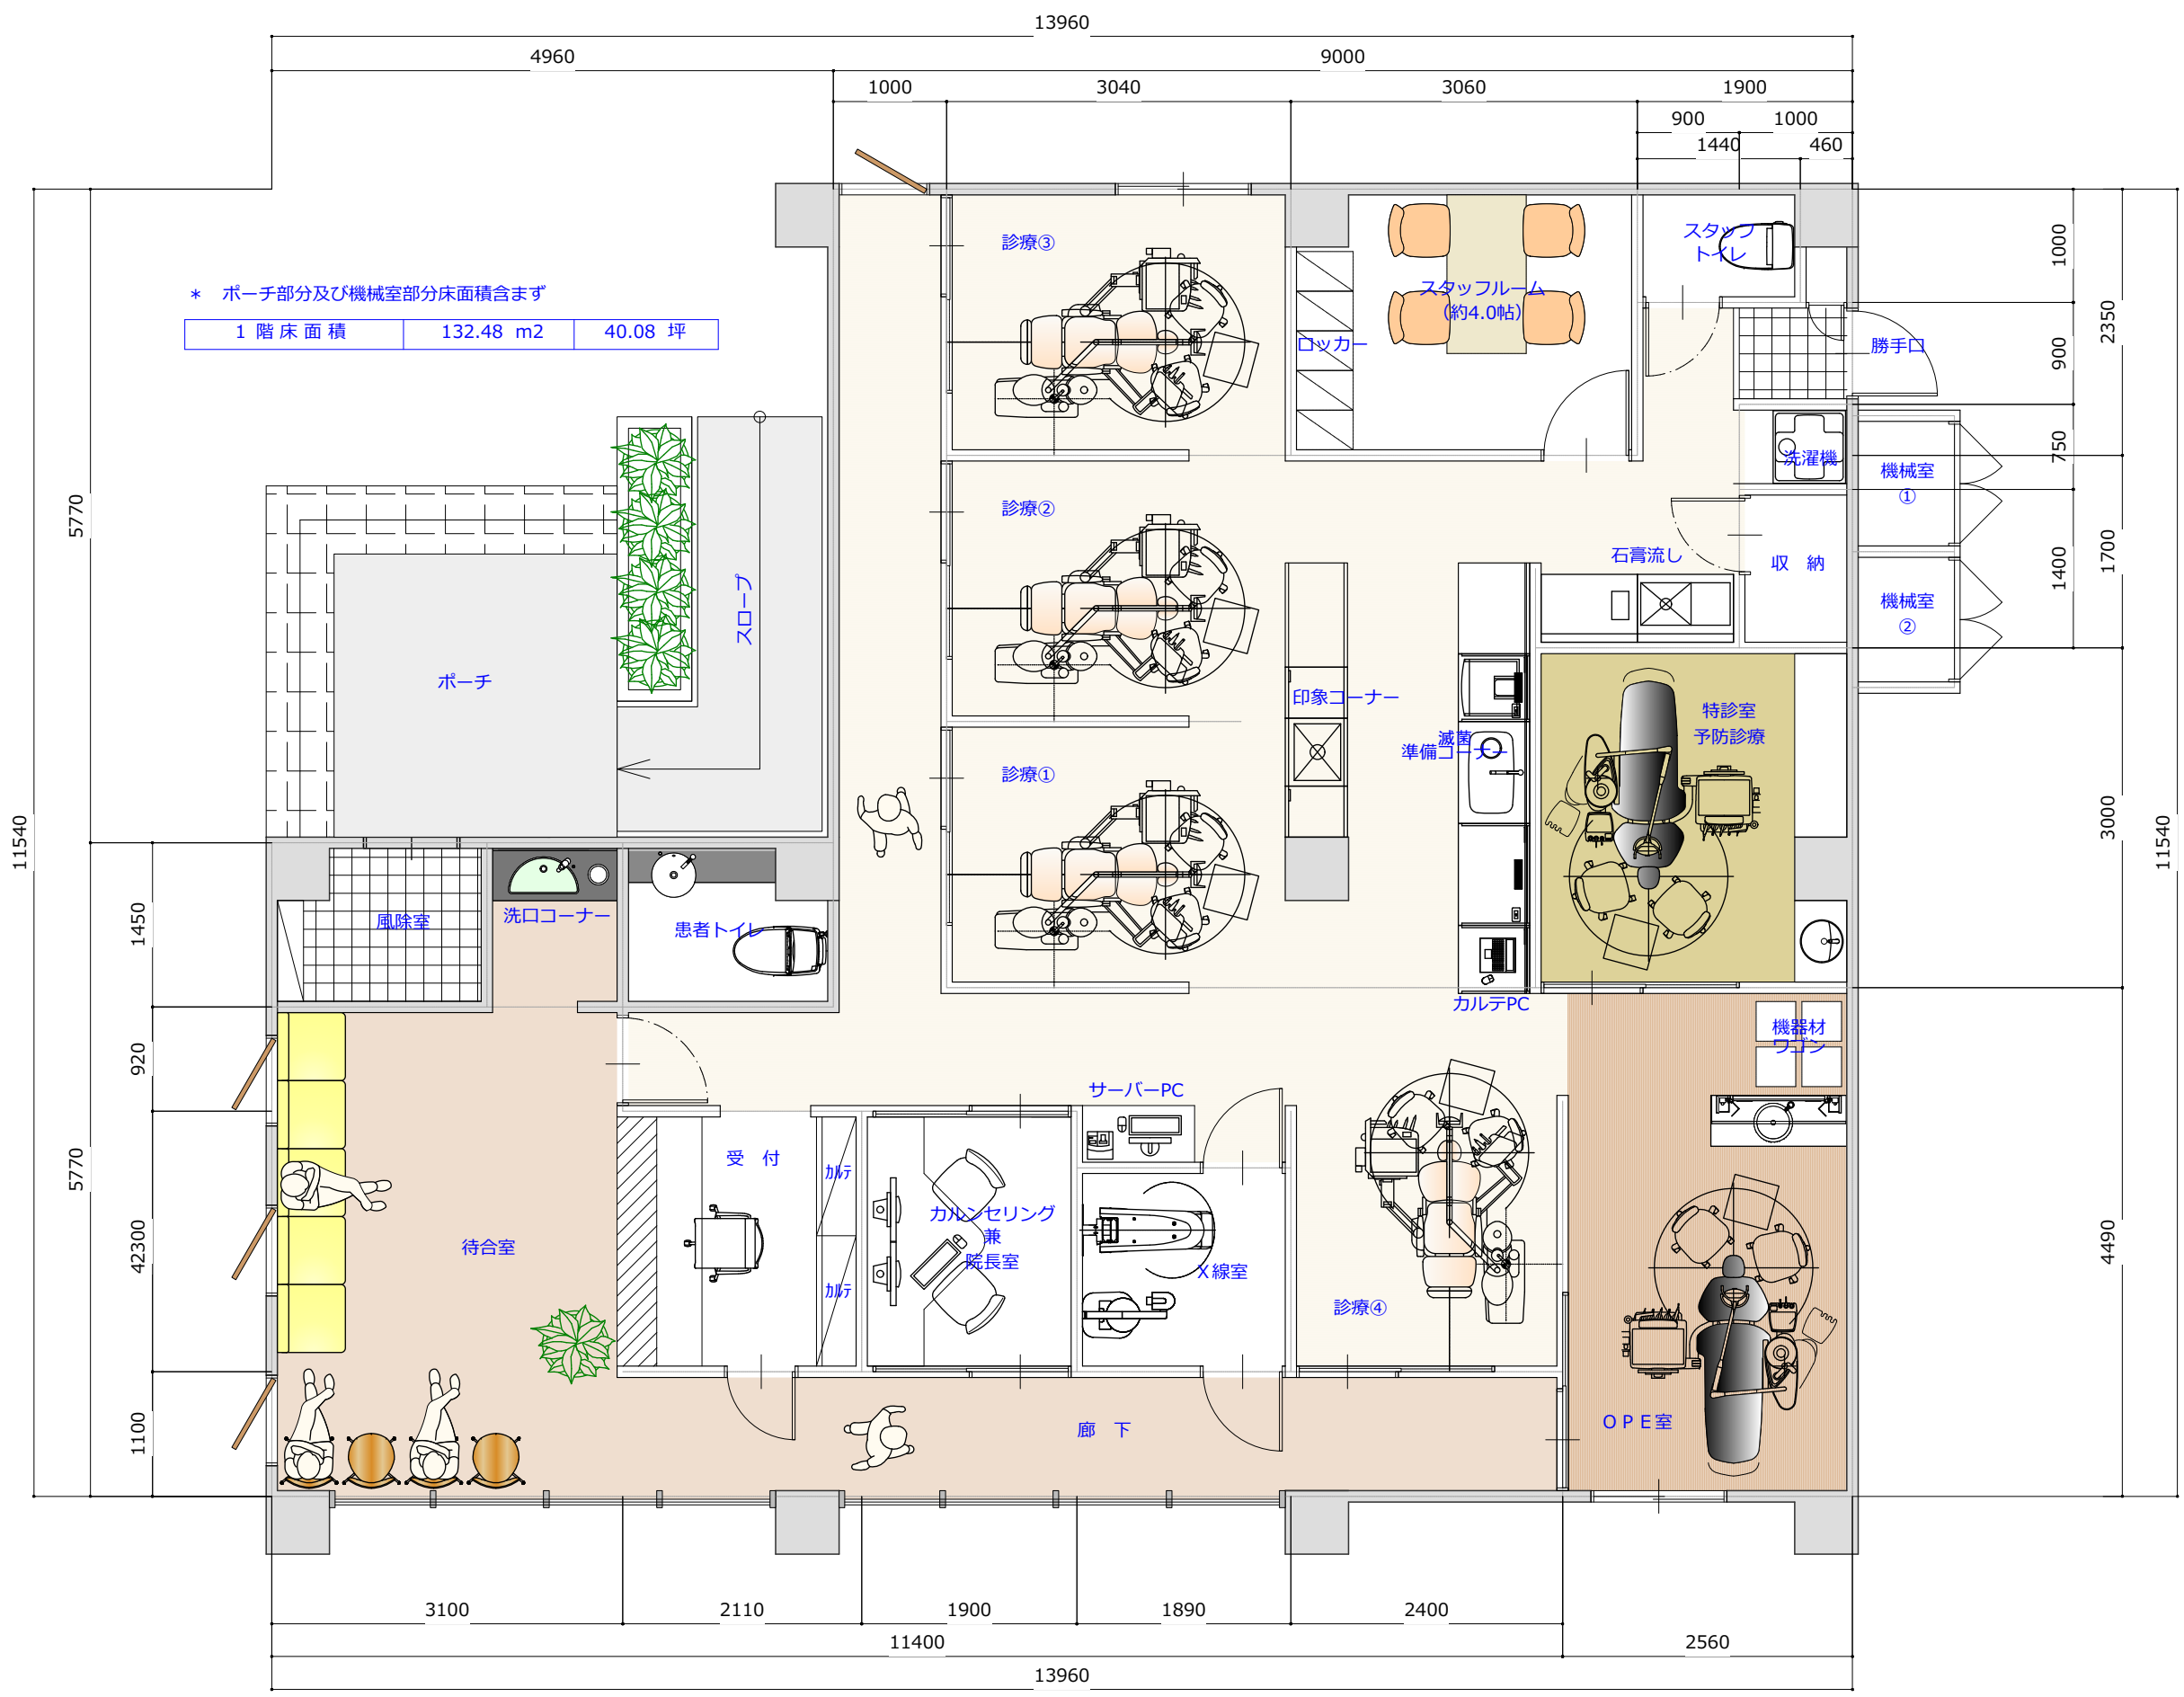 13960
4960
9000
1000
3040
3060
1900
900
1000
1440
460
＊　ポーチ部分及び機械室部分床面積含まず
1 階 床 面 積　132.48 m2　40.08 坪
診療③
スタッフルーム
（約4.0帖）
ロッカー
スタッフ
トイレ
勝手口
洗濯機
機械室
①
機械室
②
診療②
石膏流し
収　納
スロープ
ポーチ
印象コーナー
滅菌
準備コーナー
特診室
予防診療
診療①
風除室
洗口コーナー
患者トイレ
カルテPC
機器材
ワゴン
サーバーPC
受　付
ｶﾙﾃ
ｶﾙﾃ
カルンセリング
兼
院長室
待合室
X線室
診療④
廊　下
ＯＰＥ室
11540
5770
5770
1450
920
42300
1100
1000
900
750
1400
2350
1700
3000
4490
11540
3100
2110
1900
1890
2400
11400
2560
13960